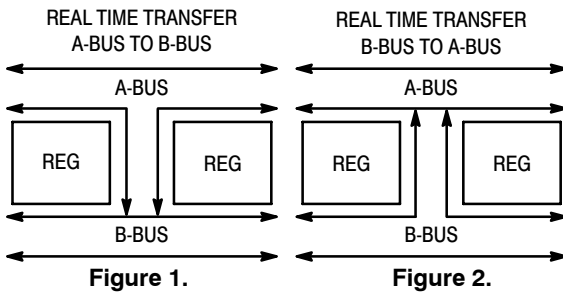 REAL TIME TRANSFER
A-BUS TO B-BUS
A-BUS
REG
REG
B-BUS
Figure 1.
REAL TIME TRANSFER
B-BUS TO A-BUS
A-BUS
REG
REG
B-BUS
Figure 2.